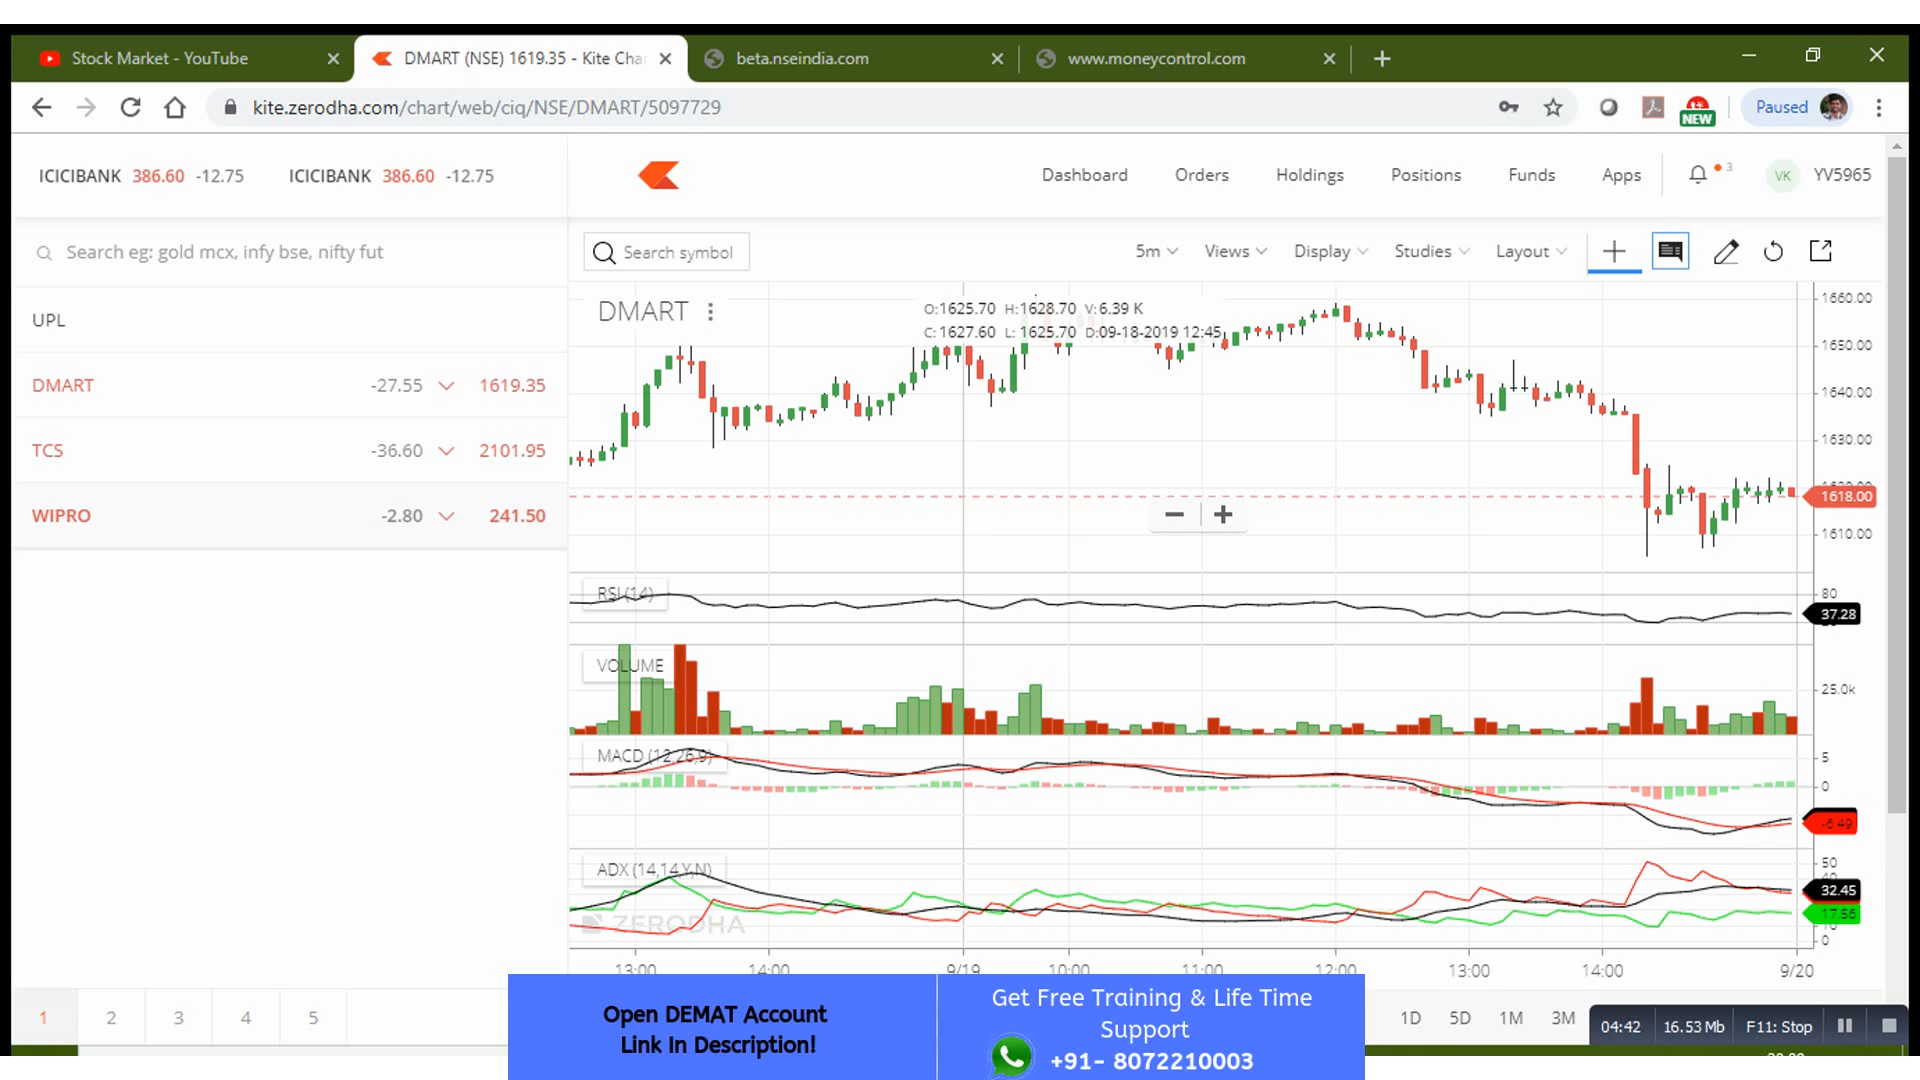 Stock Market - YouTube
DMART (NSE) 1619.35 - Kite Cha
beta.nseindia.com
www.moneycontrol.com
kite.zerodha.com/chart/web/ciq/NSE/DMART/5097729
NEW
Paused
ICICIBANK 386.60 -12.75 ICICIBANK 386.60 -12.75
Dashboard Orders Holdings Positions Funds Apps
3
VK YV5965
Search eg: gold mcx, infy bse, nifty fut
Search symbol
5m Views Display Studies Layout
UPL
DMART -27.55 1619.35
TCS -36.60 2101.95
WIPRO -2.80 241.50
DMART
O:1625.70 H:1628.70 V:6.39 K
C:1627.60 L: 1625.70 D:09-18-2019 12:45
1660.00
1650.00
1640.00
1630.00
1618.00
1610.00
RSI (14)
80
37.28
VOLUME
25.0k
MACD (12,26,9)
5
0
-6.49
ADX (14,14,Y,N)
50
32.45
17.56
0
ZERODHA
13:00 14:00 9/19 10:00 11:00 12:00 13:00 14:00 9/20
1 2 3 4 5
Open DEMAT Account
Link In Description!
Get Free Training & Life Time
Support
+91- 8072210003
1D 5D 1M 3M
04:42 16.53 Mb F11: Stop